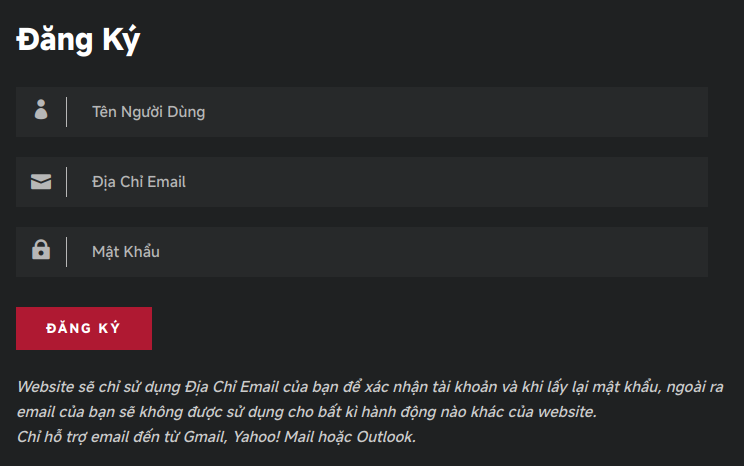 Đăng Ký
Tên Người Dùng
Địa Chỉ Email
Mật Khẩu
ĐĂNG KÝ
Website sẽ chỉ sử dụng Địa Chỉ Email của bạn để xác nhận tài khoản và khi lấy lại mật khẩu, ngoài ra
email của bạn sẽ không được sử dụng cho bất kì hành động nào khác của website.
Chỉ hỗ trợ email đến từ Gmail, Yahoo! Mail hoặc Outlook.